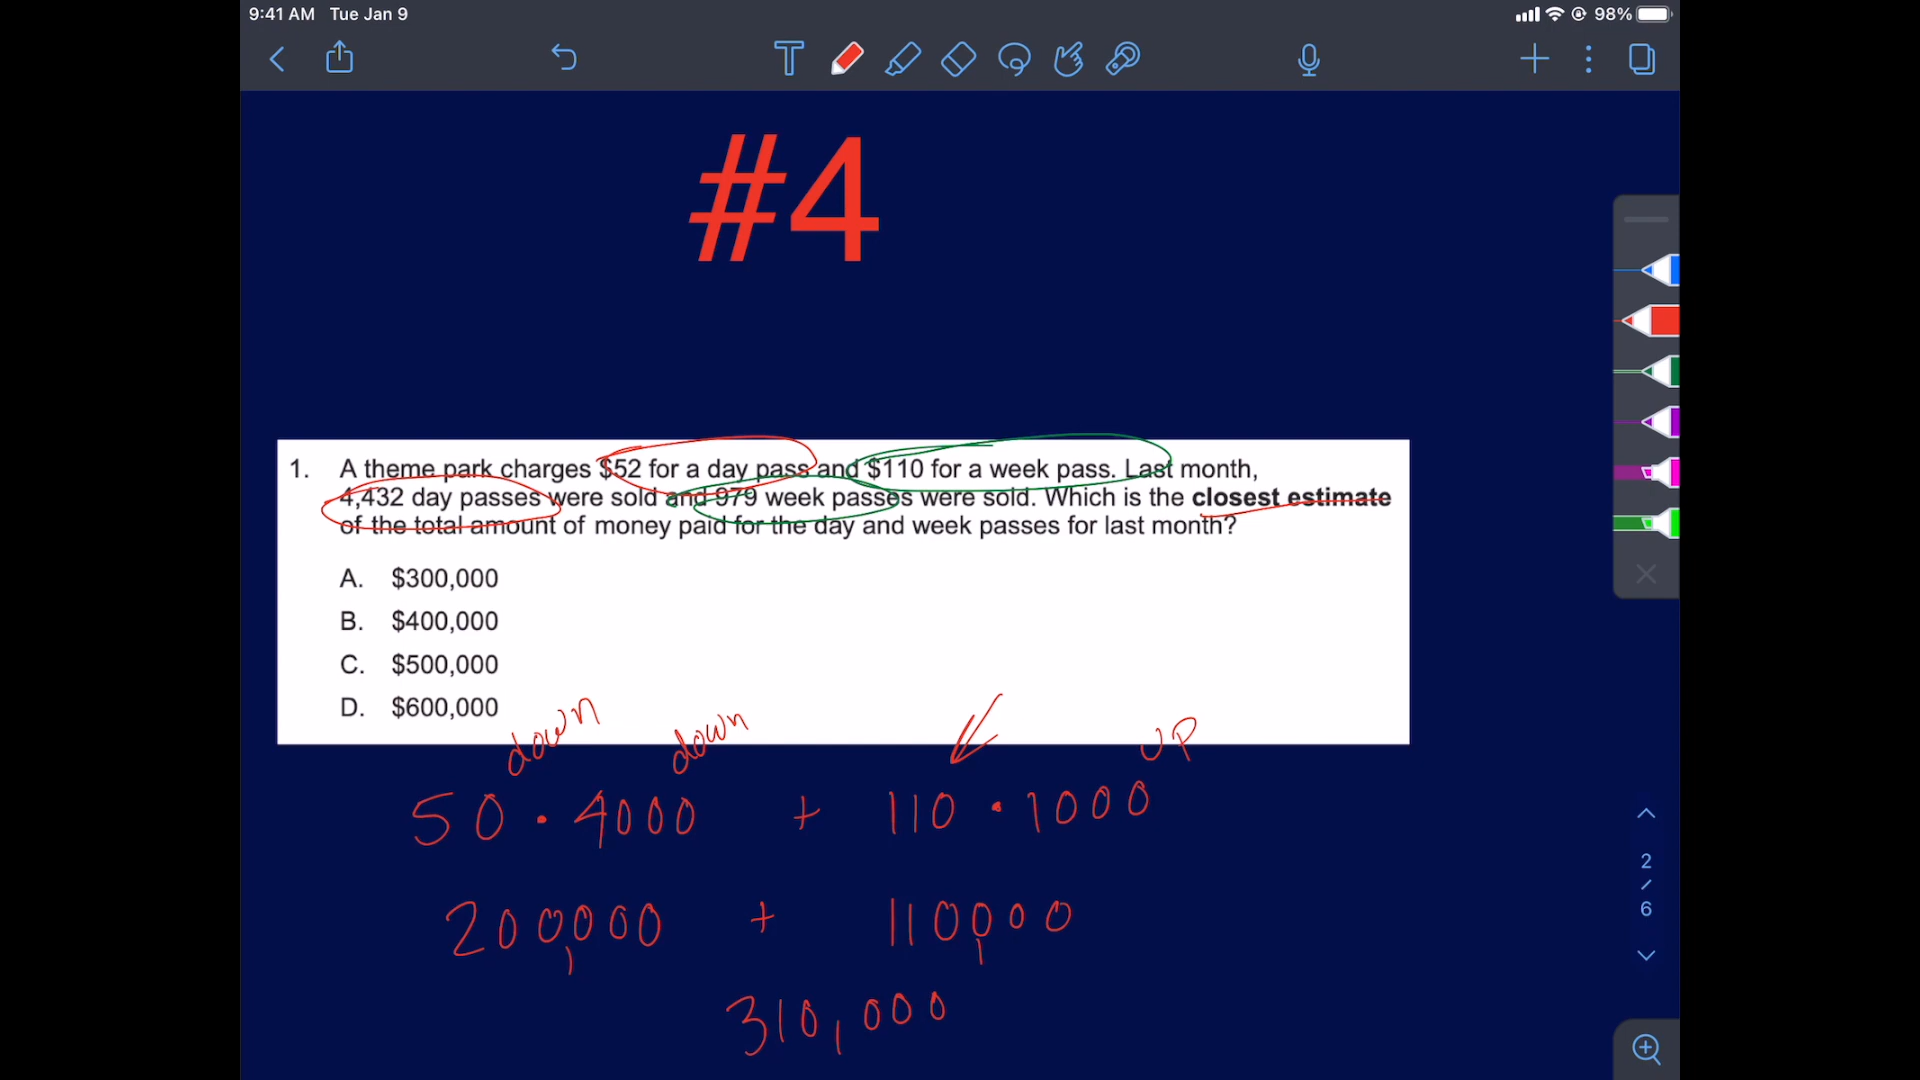 9:41 AM Tue Jan 9
98%
T
#4
1. A theme park charges $52 for a day pass and $110 for a week pass. Last month,
4,432 day passes were sold and 979 week passes were sold. Which is the closest estimate
of the total amount of money paid for the day and week passes for last month?
A. $300,000
B. $400,000
C. $500,000
D. $600,000
down down UP
50 · 4000 + 110 · 1000
200,000 + 110,000
310,000
2
/
6